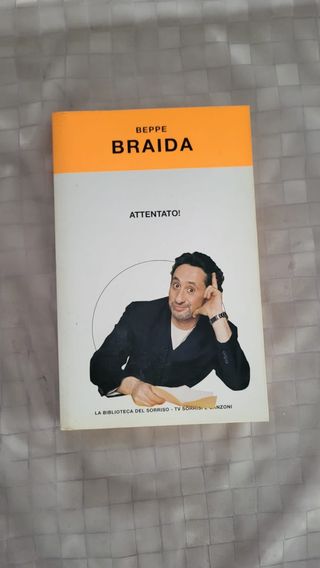 BEPPE
BRAIDA
ATTENTATO!
LA BIBLIOTECA DEL SORRISO - TV SORRISI E CANZONI